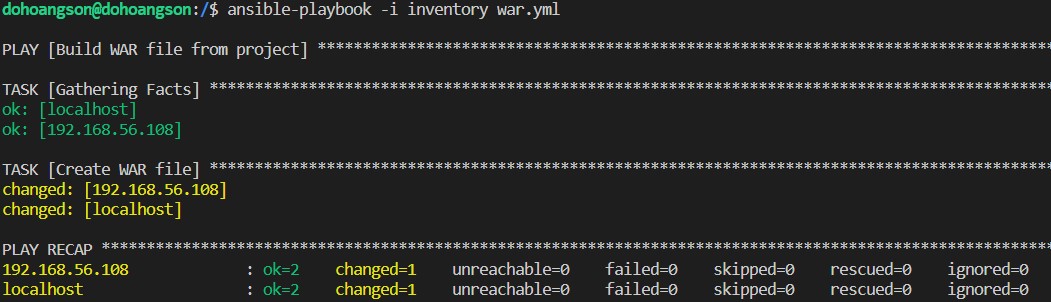 dohoangson@dohoangson:/$ ansible-playbook -i inventory war.yml
PLAY [Build WAR file from project] **********************************************************************************
TASK [Gathering Facts] **********************************************************************************************
ok: [localhost]
ok: [192.168.56.108]
TASK [Create WAR file] **********************************************************************************************
changed: [192.168.56.108]
changed: [localhost]
PLAY RECAP **********************************************************************************************************
192.168.56.108             : ok=2    changed=1    unreachable=0    failed=0    skipped=0    rescued=0    ignored=0
localhost                  : ok=2    changed=1    unreachable=0    failed=0    skipped=0    rescued=0    ignored=0